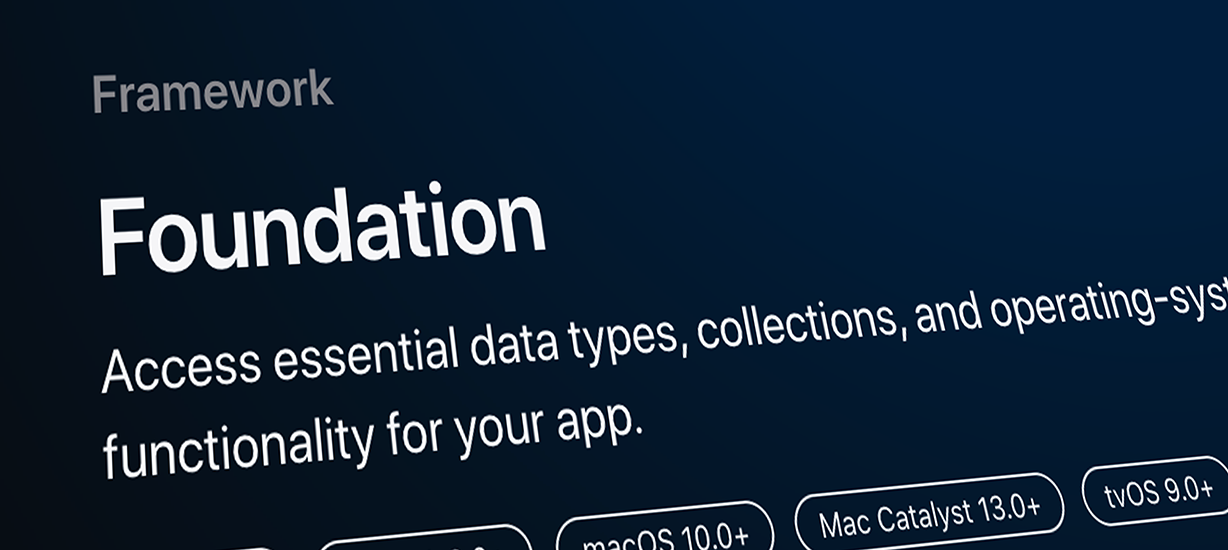 Framework
Foundation
Access essential data types, collections, and operating-syst
functionality for your app.
macOS 10.0+
Mac Catalyst 13.0+
tvOS 9.0+